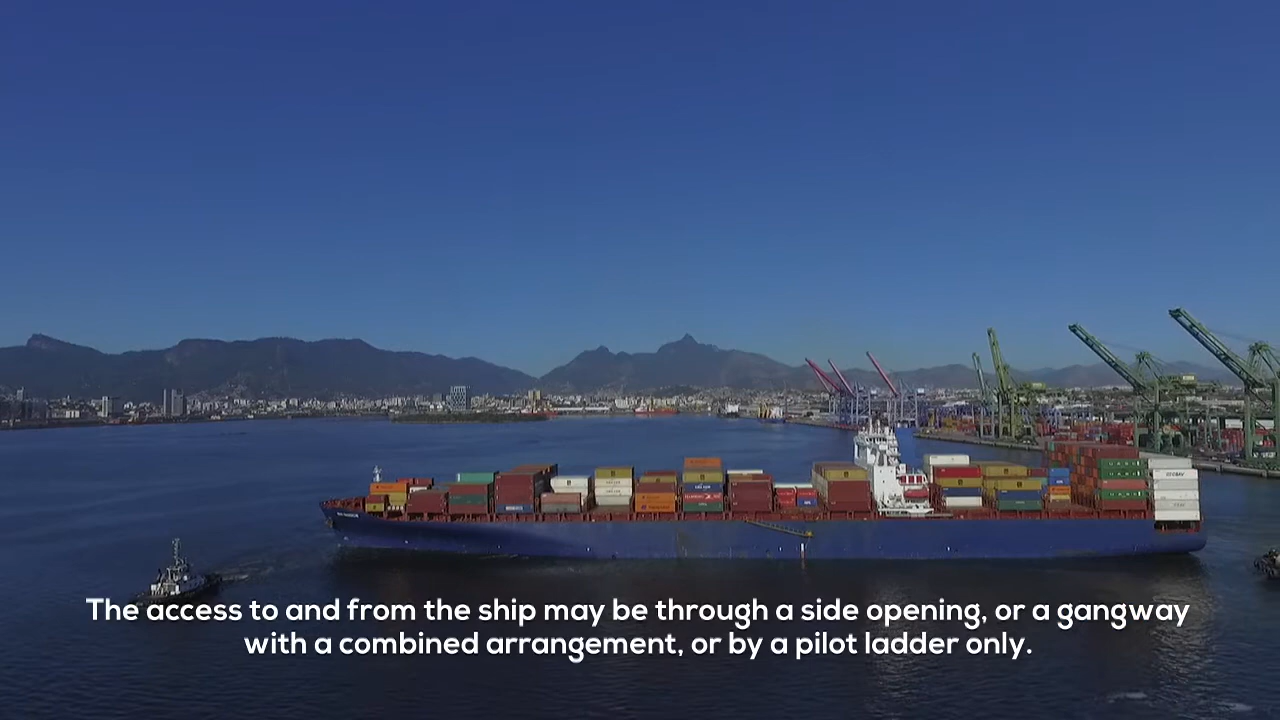 The access to and from the ship may be through a side opening, or a gangway
with a combined arrangement, or by a pilot ladder only.